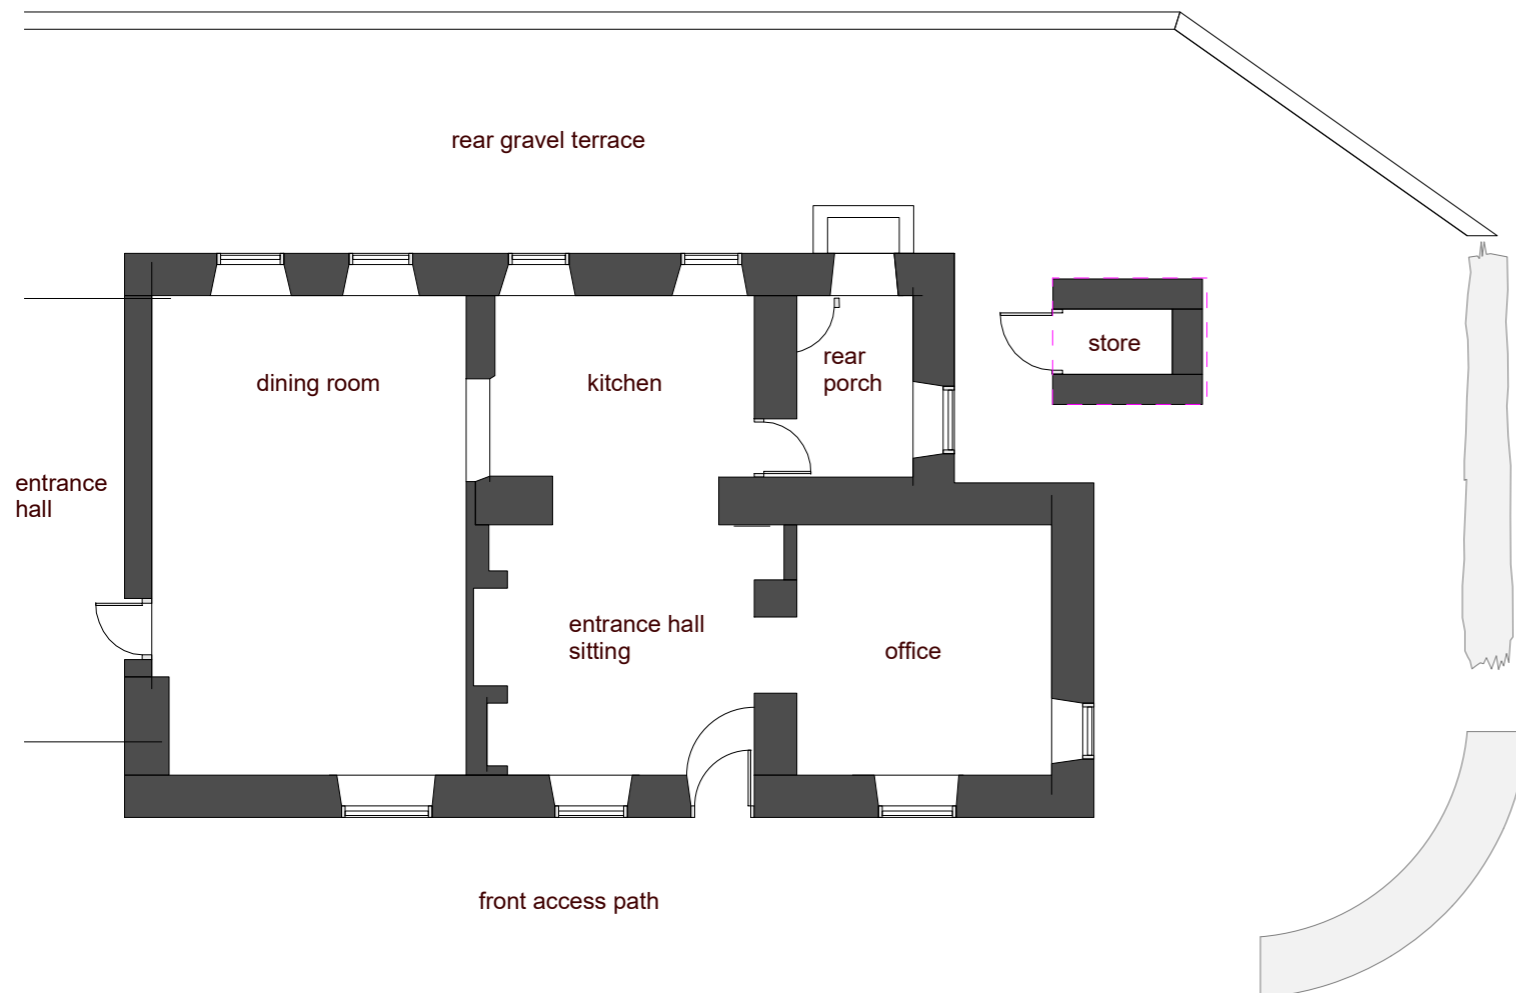 rear gravel terrace
store
rear
porch
dining room
kitchen
entrance
hall
entrance hall
sitting
office
front access path